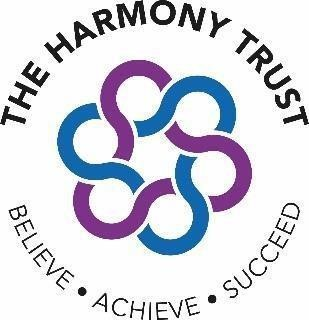 THE HARMONY TRUST
BELIEVE • ACHIEVE • SUCCEED